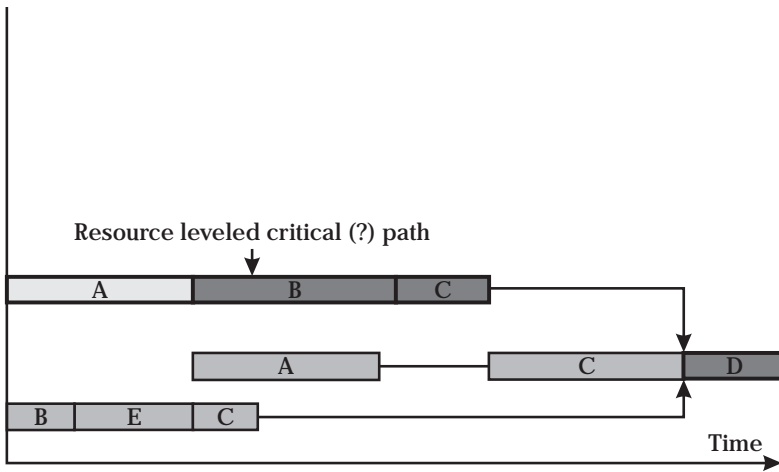 Resource leveled critical (?) path
A B C
A C D
B E C
Time